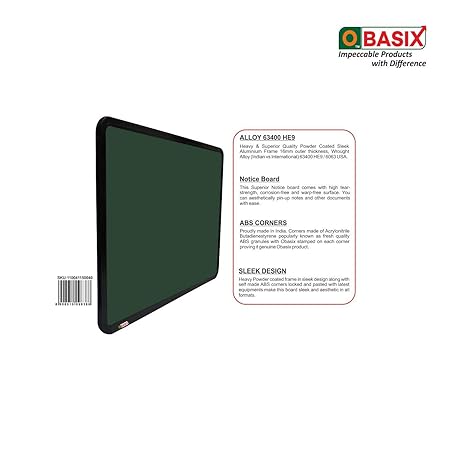 OBASIX
Impeccable Products
with Difference
ALLOY 63400 HE9
Heavy & Superior Quality Powder Coated Sleek
Aluminium Frame 16mm outer thickness, Wrought
Alloy (Indian vs International) 63400 HE9 / 6063 USA.
Notice Board
This Superior Notice board comes with high tear-
strength, corrosion-free and warp-free surface. You
can aesthetically pin-up notes and other documents
with ease.
ABS CORNERS
Proudly made in India. Corners made of Acrylonitrile
Butadienestyrene popularly known as fresh quality
ABS granules with Obasix stamped on each corner
proving it genuine Obasix product.
SLEEK DESIGN
Heavy Powder coated frame in sleek design along with
self made ABS corners locked and pasted with latest
equipments make this board sleek and aesthetic in all
formats.
OBASIX